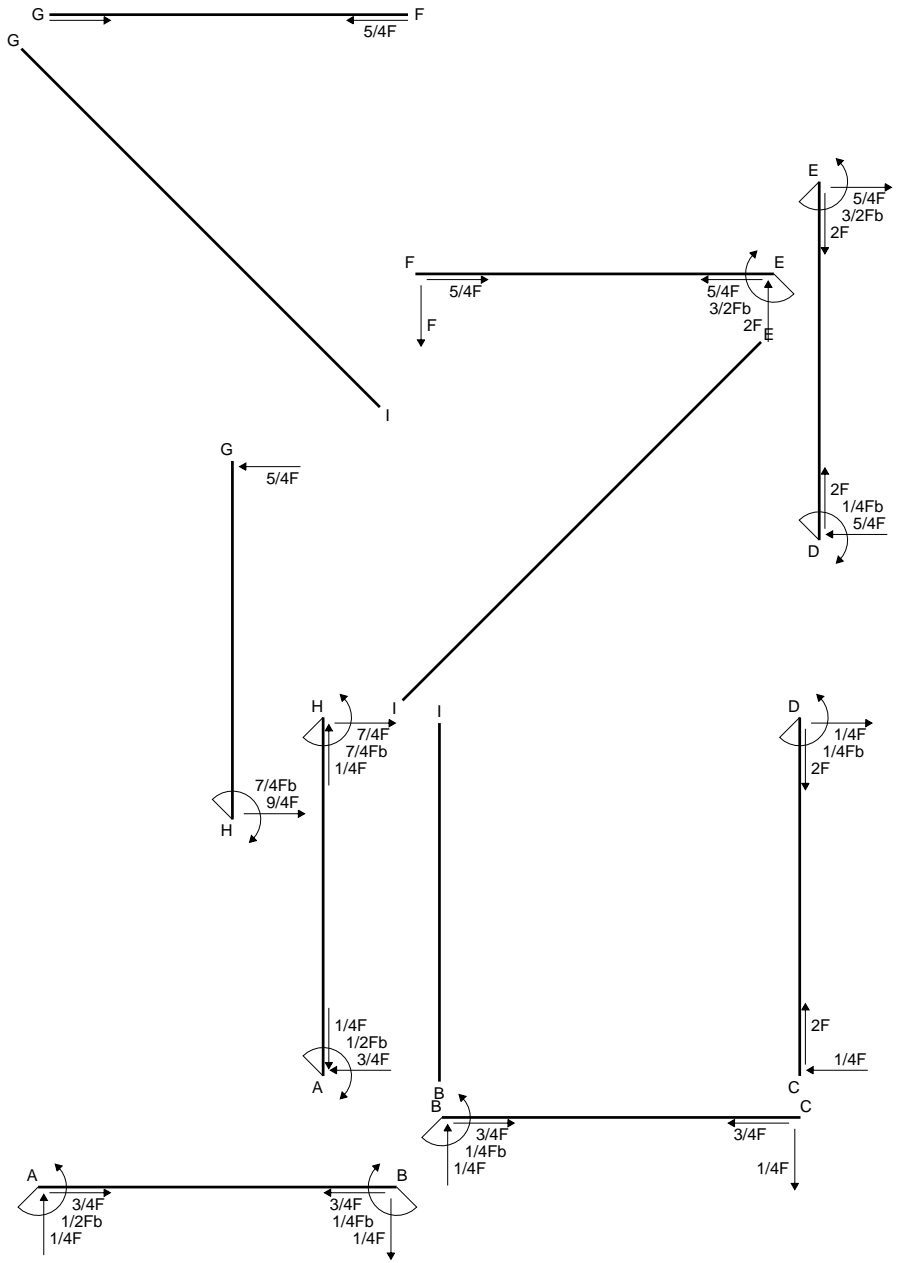 G F
5/4F
G
E
5/4F
3/2Fb
2F
F E
5/4F 5/4F
3/2Fb
F 2F
E
I
G
5/4F
2F
1/4Fb
5/4F
D
H I I D
7/4F 1/4F
7/4Fb 1/4Fb
1/4F 2F
7/4Fb
9/4F
H
1/4F 2F
1/2Fb
3/4F 1/4F
A B C
B C
3/4F 3/4F
1/4Fb
1/4F 1/4F
A B
3/4F 3/4F
1/2Fb 1/4Fb
1/4F 1/4F